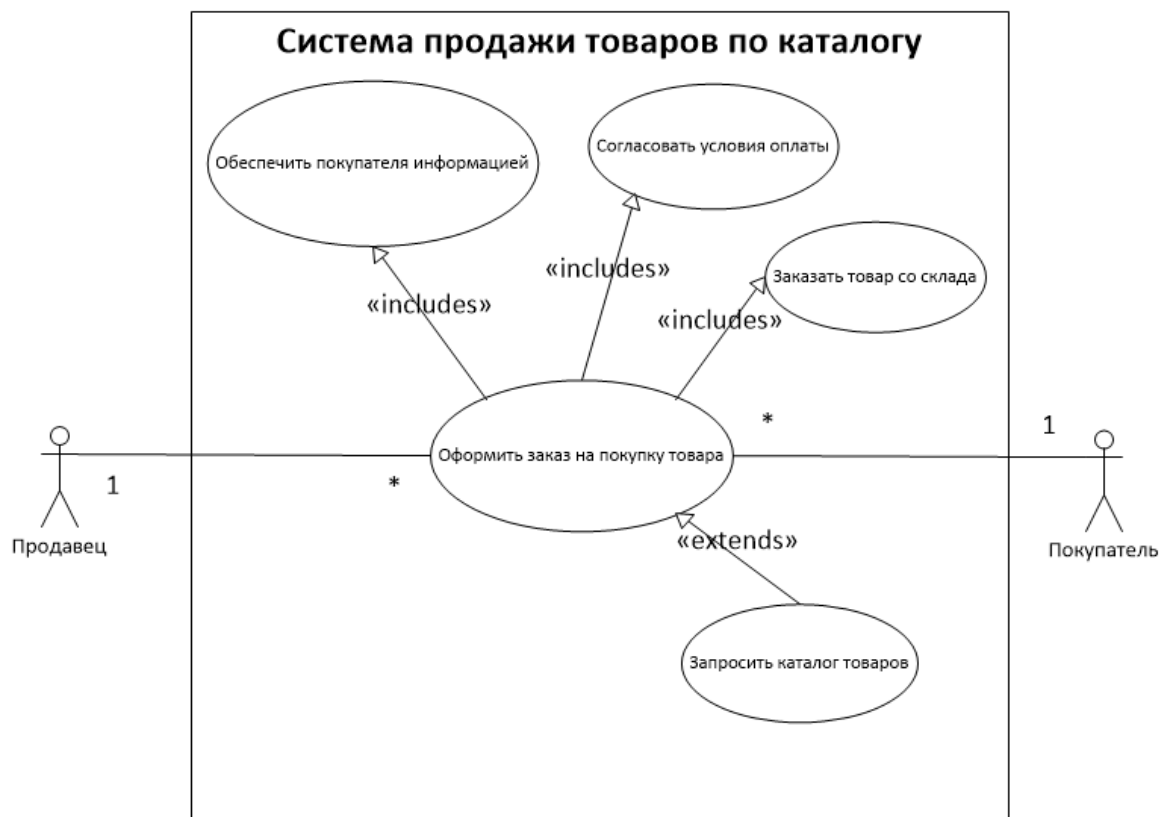 Система продажи товаров по каталогу
Обеспечить покупателя информацией
Согласовать условия оплаты
Заказать товар со склада
«includes»
«includes»
«includes»
Оформить заказ на покупку товара
1
*
*
1
Продавец
Покупатель
«extends»
Запросить каталог товаров